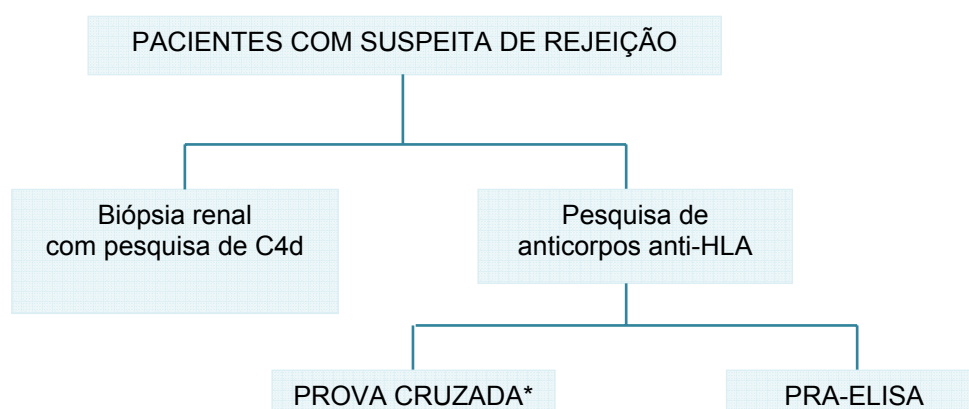 PACIENTES COM SUSPEITA DE REJEIÇÃO
Biópsia renal
com pesquisa de C4d
Pesquisa de
anticorpos anti-HLA
PROVA CRUZADA*
PRA-ELISA